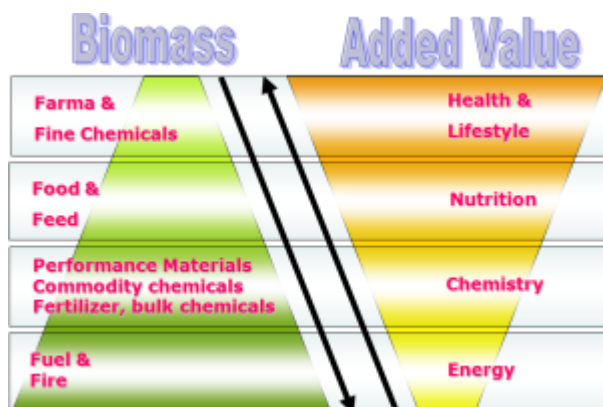 Biomass Added Value
Farma &
Fine Chemicals
Health &
Lifestyle
Food &
Feed
Nutrition
Performance Materials
Commodity chemicals
Fertilizer, bulk chemicals
Chemistry
Fuel &
Fire
Energy